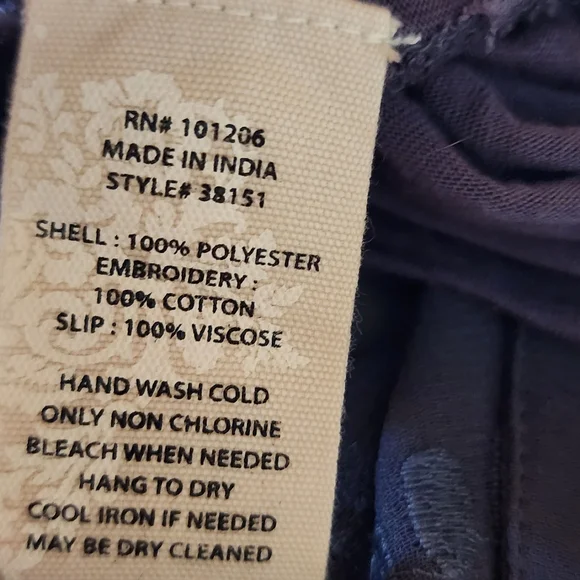 RN# 101206
MADE IN INDIA
STYLE# 38151
SHELL : 100% POLYESTER
EMBROIDERY :
100% COTTON
SLIP : 100% VISCOSE
HAND WASH COLD
ONLY NON CHLORINE
BLEACH WHEN NEEDED
HANG TO DRY
COOL IRON IF NEEDED
MAY BE DRY CLEANED